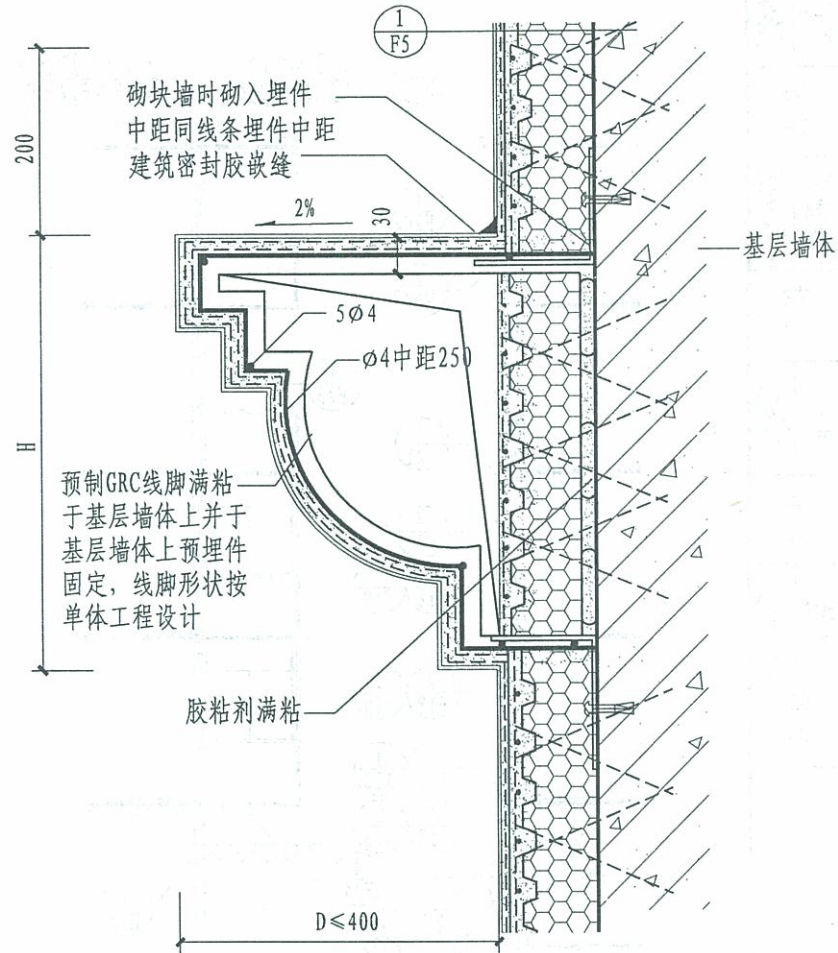 1
F5
砌块墙时砌入埋件
中距同线条埋件中距
建筑密封胶嵌缝
200
2%
30
基层墙体
5Ø4
Ø4中距250
H
预制GRC线脚满粘
于基层墙体上并于
基层墙体上预埋件
固定，线脚形状按
单体工程设计
胶粘剂满粘
D≤400